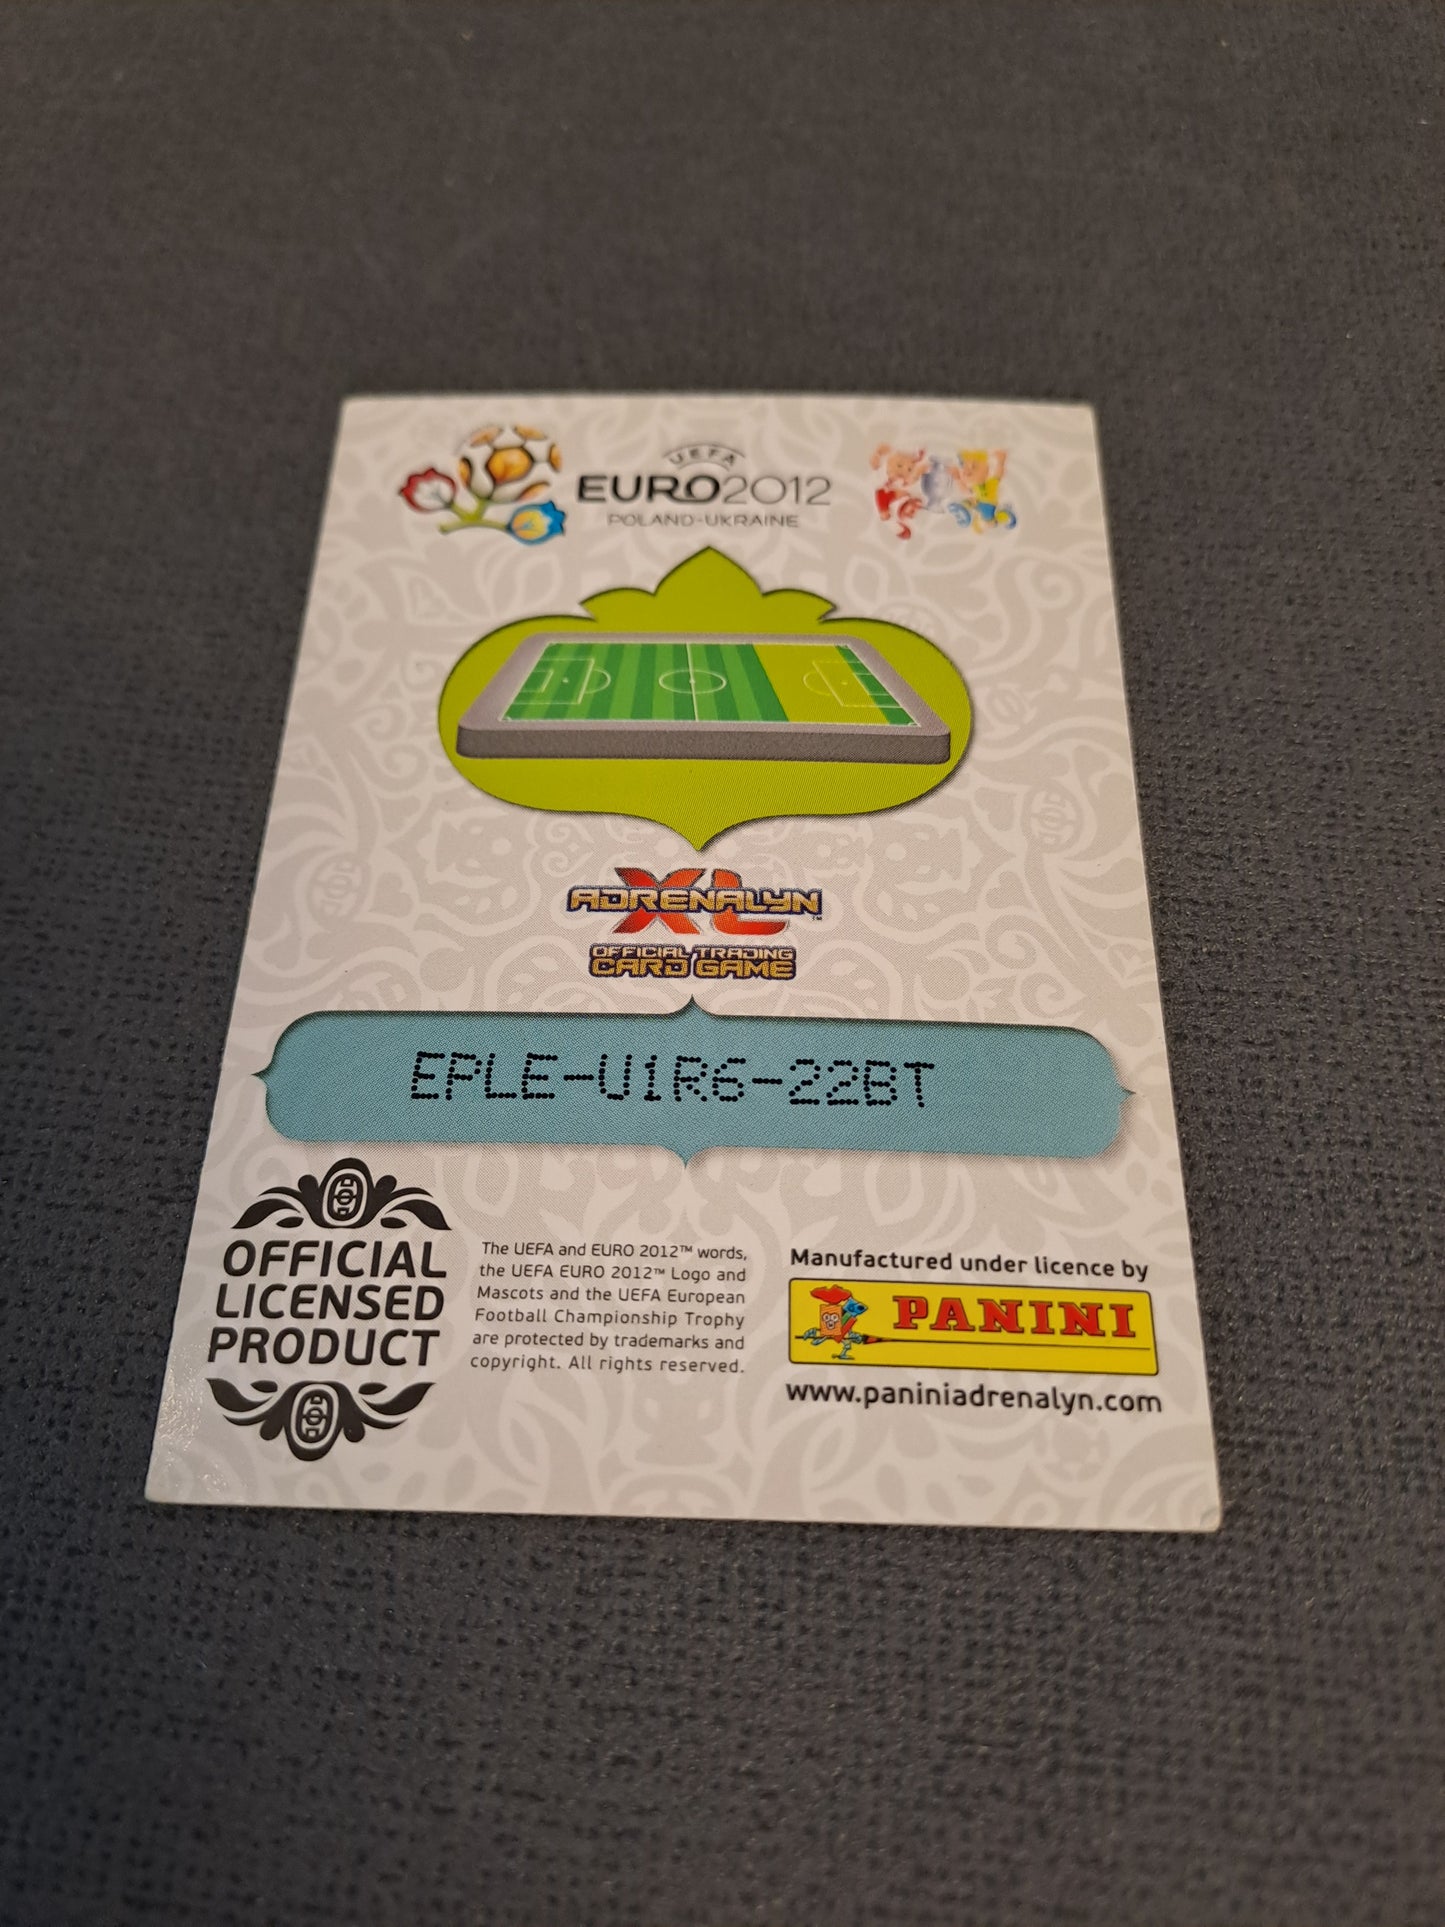 UEFA
EURO2012
POLAND-UKRAINE
ADRENALYN
XL
™
OFFICIAL TRADING
CARD GAME
EPLE-U1R6-22BT
OFFICIAL
LICENSED
PRODUCT
The UEFA and EURO 2012™ words,
the UEFA EURO 2012™ Logo and
Mascots and the UEFA European
Football Championship Trophy
are protected by trademarks and
copyright. All rights reserved.
Manufactured under licence by
PANINI
www.paniniadrenalyn.com